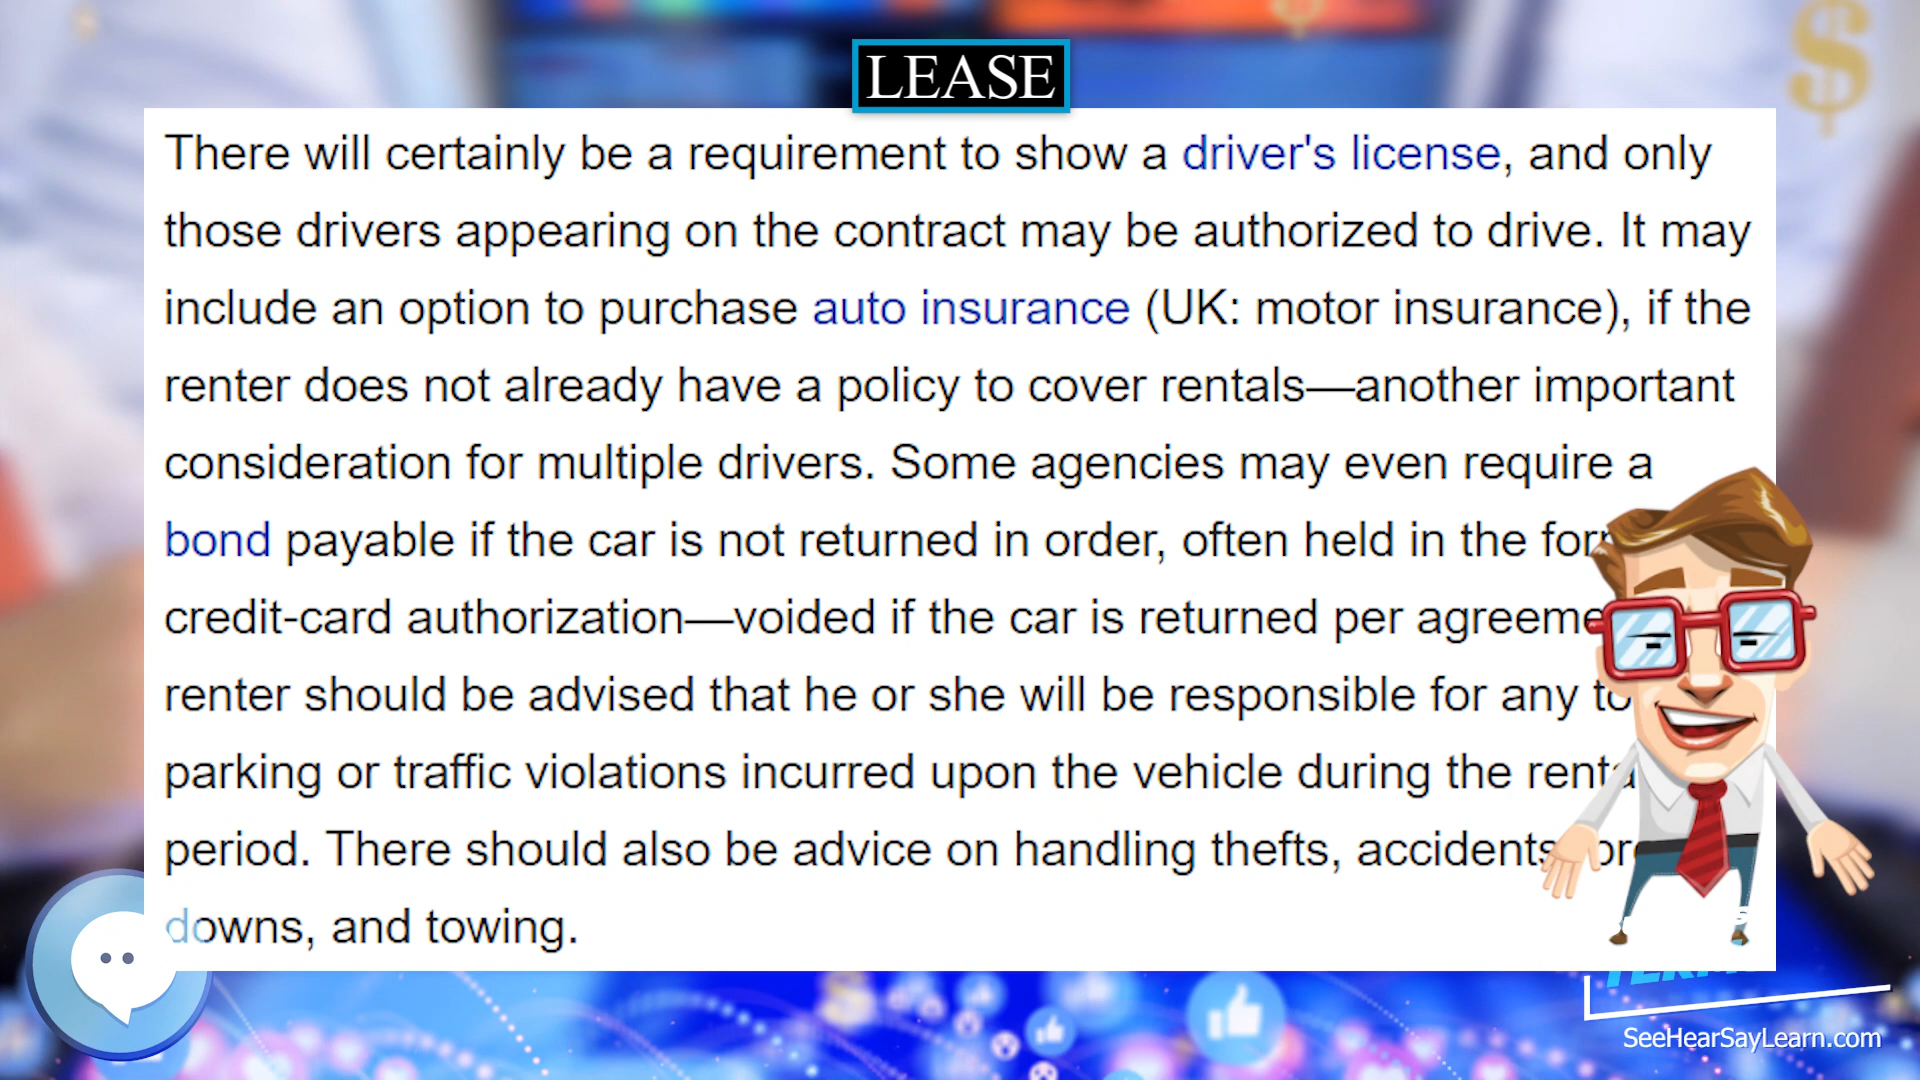 LEASE
There will certainly be a requirement to show a driver's license, and only
those drivers appearing on the contract may be authorized to drive. It may
include an option to purchase auto insurance (UK: motor insurance), if the
renter does not already have a policy to cover rentals—another important
consideration for multiple drivers. Some agencies may even require a
bond payable if the car is not returned in order, often held in the
credit-card authorization—voided if the car is returned per
renter should be advised that he or she will be responsible for any
parking or traffic violations incurred upon the vehicle during the
period. There should also be advice on handling thefts, accidents
downs, and towing.
SeeHearSayLearn.com